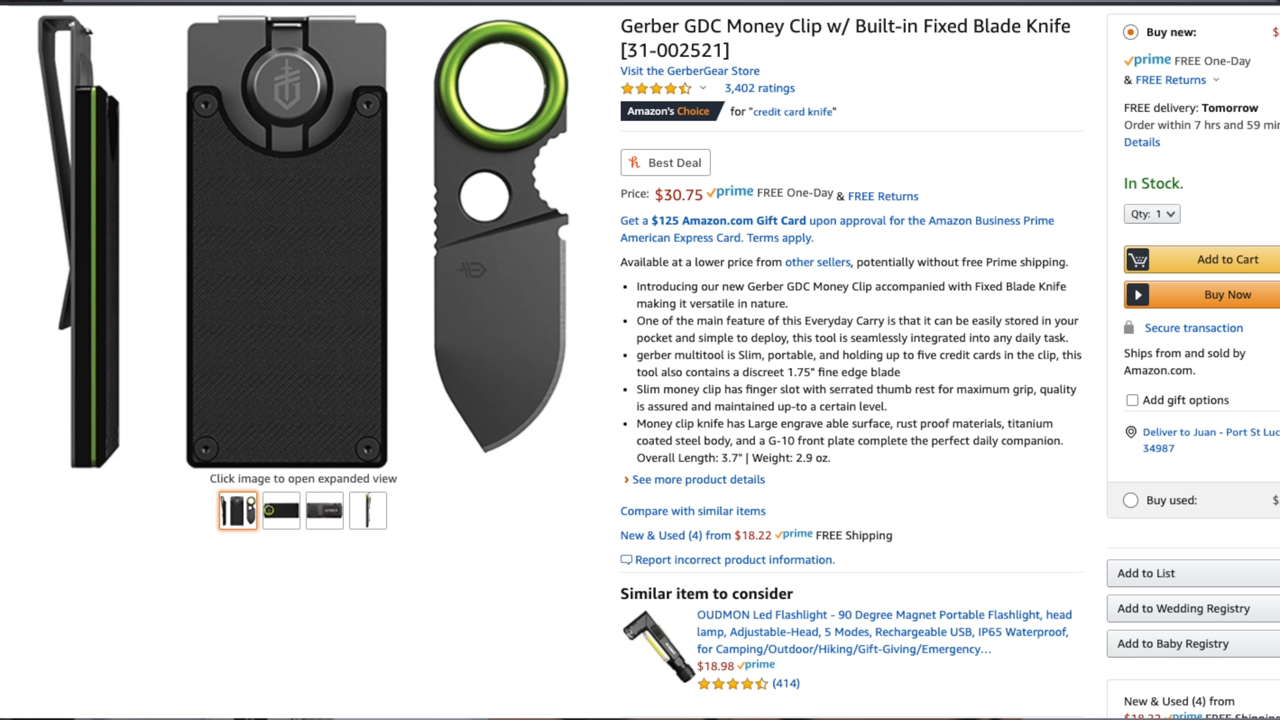 Gerber GDC Money Clip w/ Built-in Fixed Blade Knife
[31-002521]
Visit the GerberGear Store
3,402 ratings
Amazon's Choice for "credit card knife"
Best Deal
Price: $30.75 prime FREE One-Day & FREE Returns
Get a $125 Amazon.com Gift Card upon approval for the Amazon Business Prime
American Express Card. Terms apply.
Available at a lower price from other sellers, potentially without free Prime shipping.
• Introducing our new Gerber GDC Money Clip accompanied with Fixed Blade Knife
making it versatile in nature.
• One of the main feature of this Everyday Carry is that it can be easily stored in your
pocket and simple to deploy, this tool is seamlessly integrated into any daily task.
• gerber multitool is Slim, portable, and holding up to five credit cards in the clip, this
tool also contains a discreet 1.75" fine edge blade
• Slim money clip has finger slot with serrated thumb rest for maximum grip, quality
is assured and maintained up-to a certain level.
• Money clip knife has Large engrave able surface, rust proof materials, titanium
coated steel body, and a G-10 front plate complete the perfect daily companion.
Overall Length: 3.7" | Weight: 2.9 oz.
› See more product details
Click image to open expanded view
Compare with similar items
New & Used (4) from $18.22 prime FREE Shipping
Report incorrect product information.
Similar item to consider
OUDMON Led Flashlight - 90 Degree Magnet Portable Flashlight, head
lamp, Adjustable-Head, 5 Modes, Rechargeable USB, IP65 Waterproof,
for Camping/Outdoor/Hiking/Gift-Giving/Emergency…
$18.98 prime
(414)
Buy new: $
prime FREE One-Day
& FREE Returns
FREE delivery: Tomorrow
Order within 7 hrs and 59 min
Details
In Stock.
Qty: 1
Add to Cart
Buy Now
Secure transaction
Ships from and sold by
Amazon.com.
Add gift options
Deliver to Juan - Port St Luc
34987
Buy used: $
Add to List
Add to Wedding Registry
Add to Baby Registry
New & Used (4) from
$18.22 prime FREE Shipping